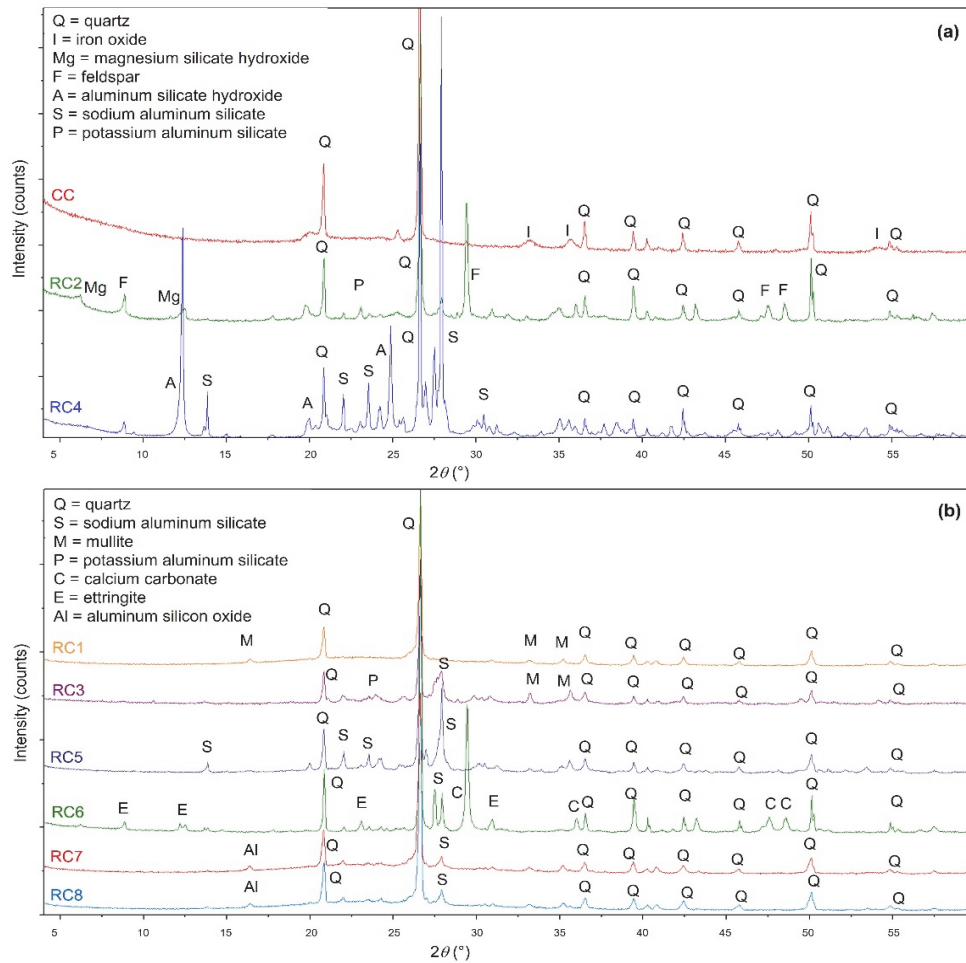 (a)
Q = quartz
I = iron oxide
Mg = magnesium silicate hydroxide
F = feldspar
A = aluminum silicate hydroxide
S = sodium aluminum silicate
P = potassium aluminum silicate
Intensity (counts)
CC
Q Q I I Q Q Q Q Q I Q
RC2
Mg F Mg Q P Q F Q Q Q Q F F Q Q
RC4
A S A Q S S A Q S S Q Q Q Q Q Q
5 10 15 20 25 30 35 40 45 50 55
2θ (°)
(b)
Q = quartz
S = sodium aluminum silicate
M = mullite
P = potassium aluminum silicate
C = calcium carbonate
E = ettringite
Al = aluminum silicon oxide
Intensity (counts)
RC1
M Q Q M M Q Q Q Q Q Q
RC3
Q P S M M Q Q Q Q Q Q
RC5
S Q S S S Q Q Q Q Q Q
RC6
E E Q E S C E C Q Q Q Q C C Q Q
RC7
Al Q S Q Q Q Q Q Q
RC8
Al Q S Q Q Q Q Q Q
5 10 15 20 25 30 35 40 45 50 55
2θ (°)